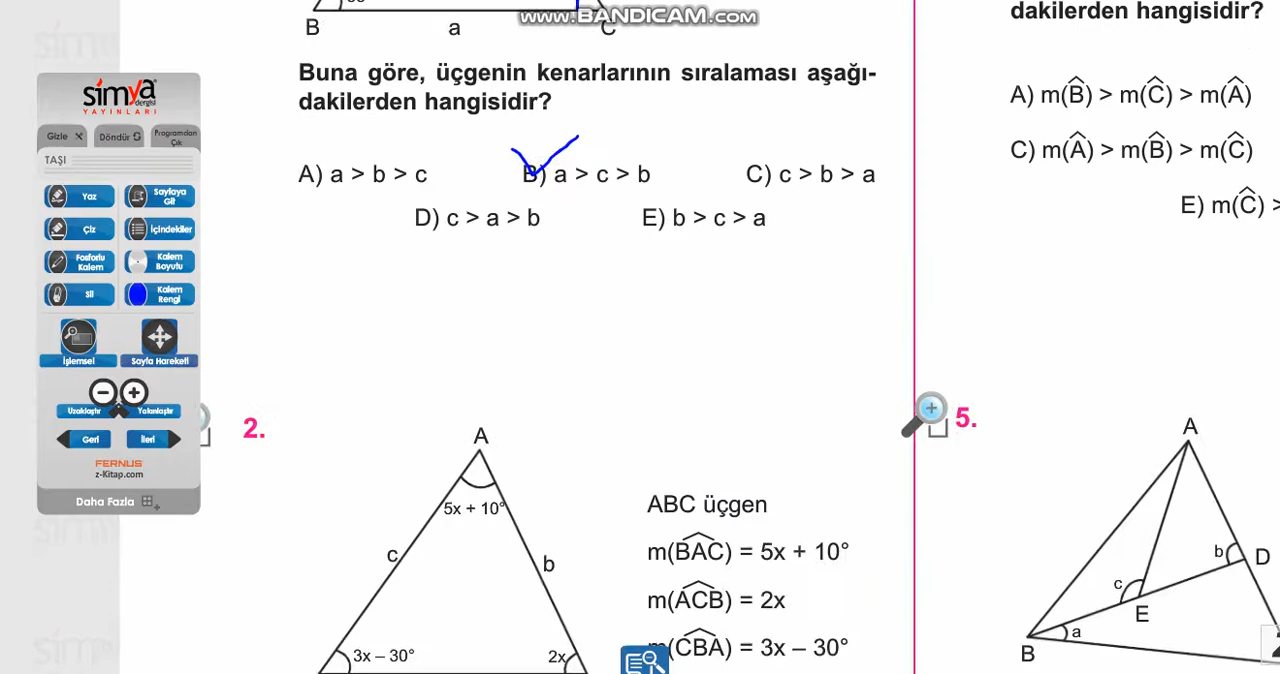 www.BANDICAM.com
B
a
C
Buna göre, üçgenin kenarlarının sıralaması aşağı-
dakilerden hangisidir?
A) a > b > c
B) a > c > b
C) c > b > a
D) c > a > b
E) b > c > a
dakilerden hangisidir?
A) m(B̂) > m(Ĉ) > m(Â)
C) m(Â) > m(B̂) > m(Ĉ)
E) m(Ĉ) >
simya
dergisi
YAYINLARI
Gizle
Döndür
Programdan
Çık
TAŞI
Yaz
Sayfaya
Git
Çiz
İçindekiler
Fosforlu
Kalem
Kalem
Boyutu
Sil
Kalem
Rengi
İşlemsel
Sayfa Hareketi
Uzaklaştır
Yakınlaştır
Geri
İleri
FERNUS
z-Kitap.com
Daha Fazla
2.
A
5x + 10°
c
b
3x – 30°
2x
ABC üçgen
m(BAC) = 5x + 10°
m(ACB) = 2x
m(CBA) = 3x – 30°
5.
A
b
D
c
E
a
B